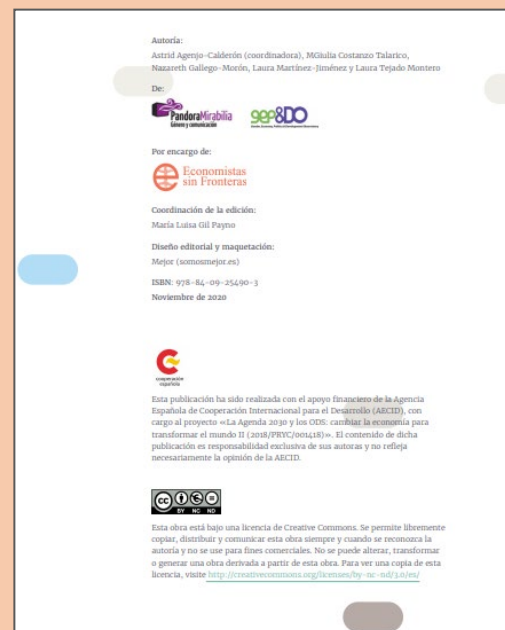 Autoría:
Astrid Agenjo-Calderón (coordinadora), MGiulia Costanzo Talarico,
Nazareth Gallego-Morón, Laura Martínez-Jiménez y Laura Tejado Montero
De:
PandoraMirabilia
Género y comunicación
gep&DO
Por encargo de:
Economistas
sin Fronteras
Coordinación de la edición:
María Luisa Gil Payno
Diseño editorial y maquetación:
Mejor (somosmejor.es)
ISBN: 978-84-09-25490-3
Noviembre de 2020
cooperación
española
Esta publicación ha sido realizada con el apoyo financiero de la Agencia
Española de Cooperación Internacional para el Desarrollo (AECID), con
cargo al proyecto «La Agenda 2030 y los ODS: cambiar la economía para
transformar el mundo II (2018/PRYC/001418)». El contenido de dicha
publicación es responsabilidad exclusiva de sus autoras y no refleja
necesariamente la opinión de la AECID.
cc
BY NC ND
Esta obra está bajo una licencia de Creative Commons. Se permite libremente
copiar, distribuir y comunicar esta obra siempre y cuando se reconozca la
autoría y no se use para fines comerciales. No se puede alterar, transformar
o generar una obra derivada a partir de esta obra. Para ver una copia de esta
licencia, visite http://creativecommons.org/licenses/by-nc-nd/3.0/es/